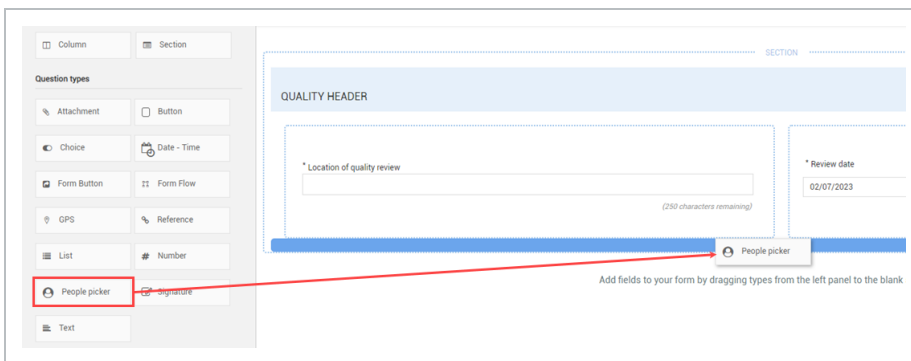 Column
Section
SECTION
Question types
QUALITY HEADER
Attachment
Button
Choice
Date - Time
* Location of quality review
* Review date
02/07/2023
Form Button
Form Flow
(250 characters remaining)
GPS
Reference
List
# Number
People picker
People picker
Signature
Add fields to your form by dragging types from the left panel to the blank
Text